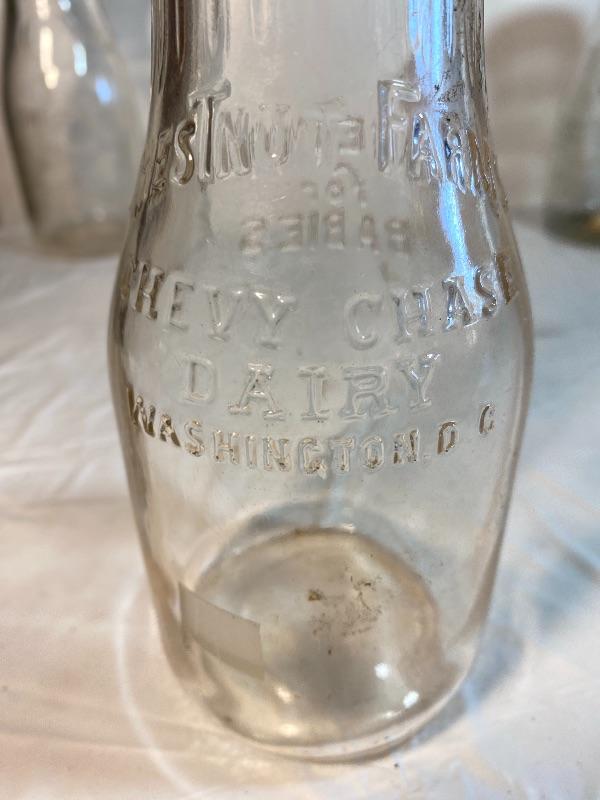 CHESTNUT FARMS
CHEVY CHASE
DAIRY
WASHINGTON. D C
FOR
BABIES